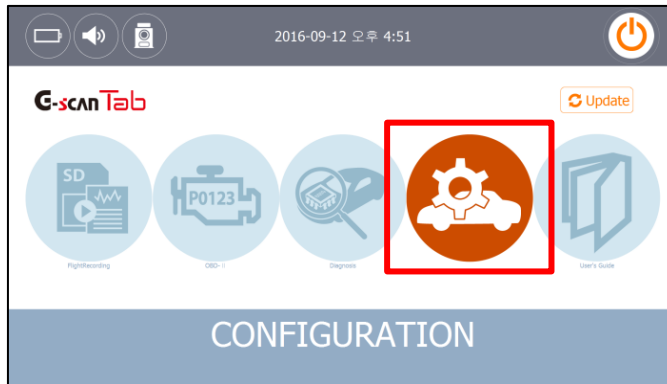 2016-09-12 오후 4:51
G-scan Tab
Update
SD
P0123
FlightRecording
OBD-II
Diagnosis
User's Guide
CONFIGURATION